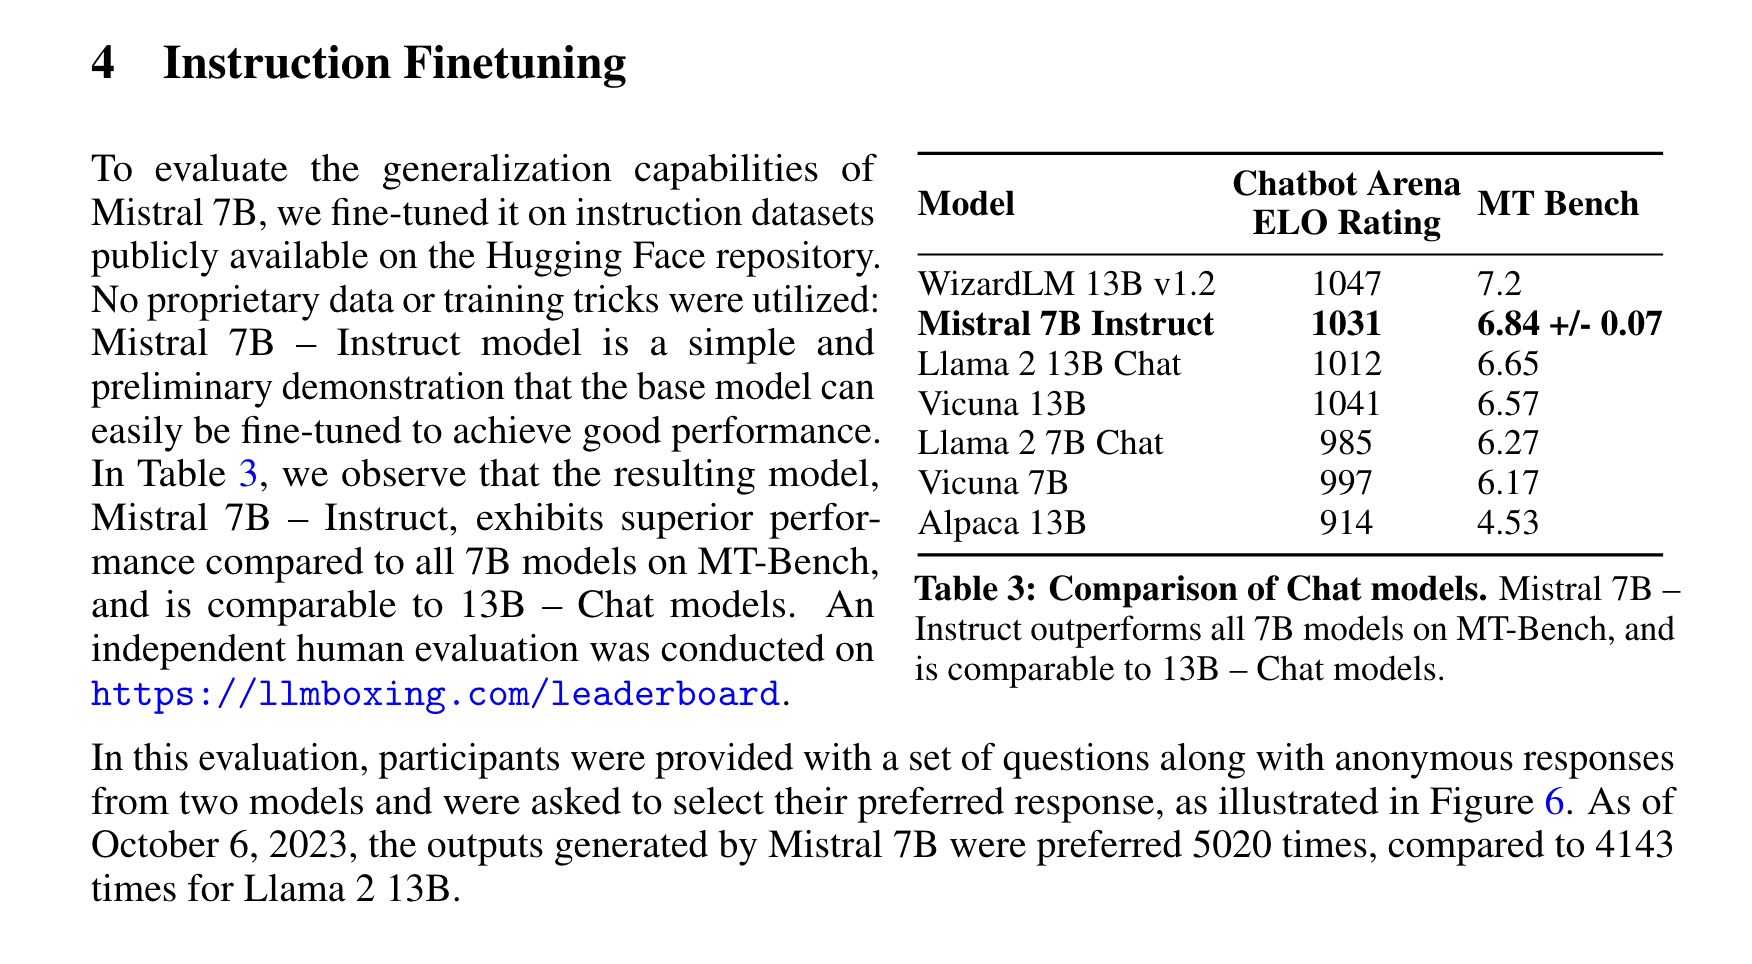 4 Instruction Finetuning
To evaluate the generalization capabilities of
Mistral 7B, we fine-tuned it on instruction datasets
publicly available on the Hugging Face repository.
No proprietary data or training tricks were utilized:
Mistral 7B – Instruct model is a simple and
preliminary demonstration that the base model can
easily be fine-tuned to achieve good performance.
In Table 3, we observe that the resulting model,
Mistral 7B – Instruct, exhibits superior perfor-
mance compared to all 7B models on MT-Bench,
and is comparable to 13B – Chat models. An
independent human evaluation was conducted on
https://llmboxing.com/leaderboard.
Model Chatbot Arena ELO Rating MT Bench
WizardLM 13B v1.2 1047 7.2
Mistral 7B Instruct 1031 6.84 +/- 0.07
Llama 2 13B Chat 1012 6.65
Vicuna 13B 1041 6.57
Llama 2 7B Chat 985 6.27
Vicuna 7B 997 6.17
Alpaca 13B 914 4.53
Table 3: Comparison of Chat models. Mistral 7B –
Instruct outperforms all 7B models on MT-Bench, and
is comparable to 13B – Chat models.
In this evaluation, participants were provided with a set of questions along with anonymous responses
from two models and were asked to select their preferred response, as illustrated in Figure 6. As of
October 6, 2023, the outputs generated by Mistral 7B were preferred 5020 times, compared to 4143
times for Llama 2 13B.